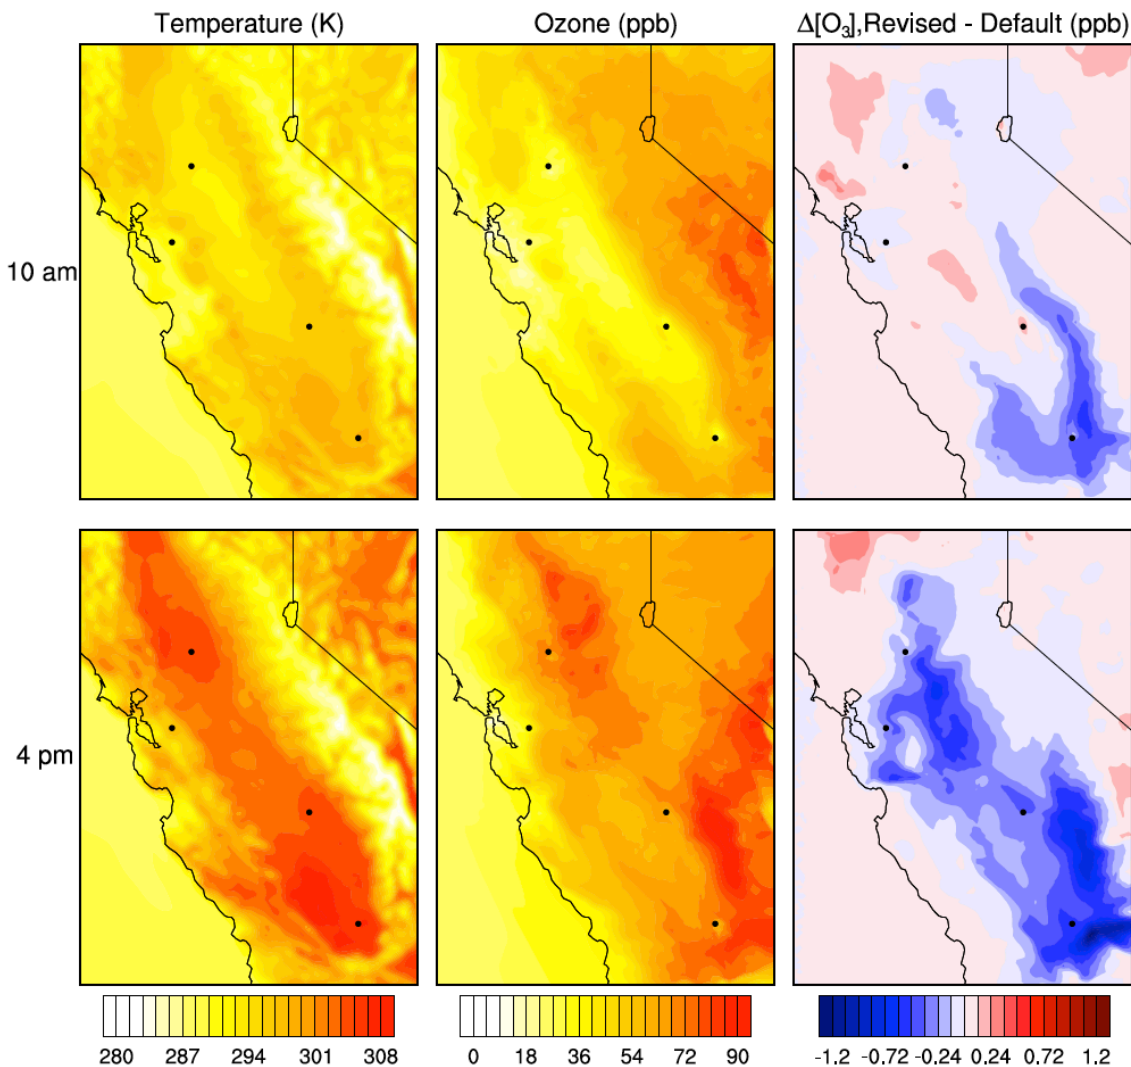 Temperature (K)
Ozone (ppb)
Δ[O₃],Revised - Default (ppb)
10 am
4 pm
280 287 294 301 308
0 18 36 54 72 90
-1.2 -0.72 -0.24 0.24 0.72 1.2